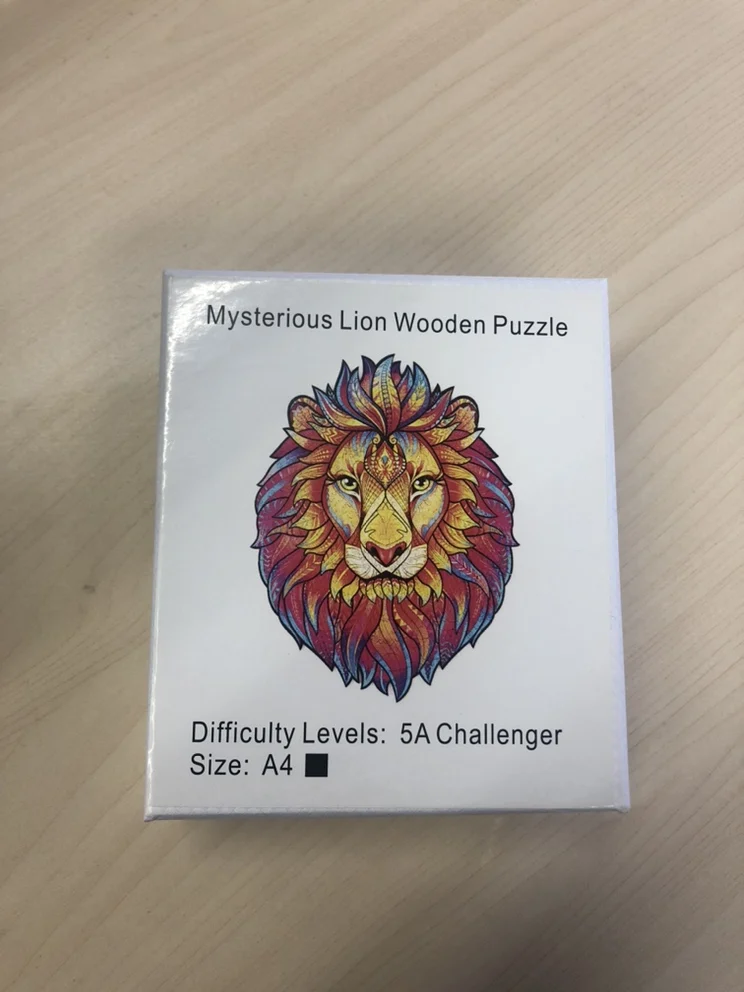 Mysterious Lion Wooden Puzzle
Difficulty Levels: 5A Challenger
Size: A4